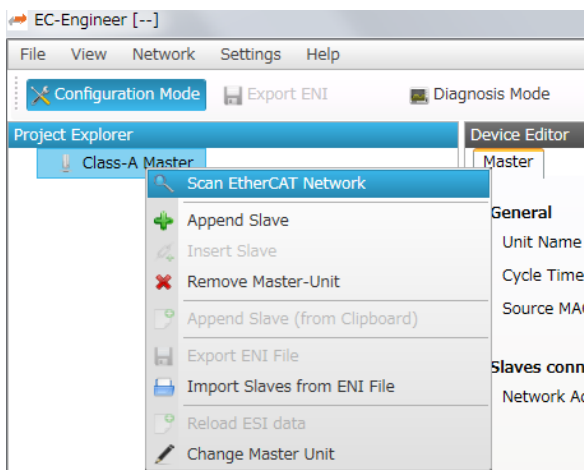 EC-Engineer [--]
File View Network Settings Help
Configuration Mode Export ENI Diagnosis Mode
Project Explorer
Class-A Master
Scan EtherCAT Network
Append Slave
Insert Slave
Remove Master-Unit
Append Slave (from Clipboard)
Export ENI File
Import Slaves from ENI File
Reload ESI data
Change Master Unit
Device Editor
Master
General
Unit Name
Cycle Time
Source MA
Slaves conn
Network Ad